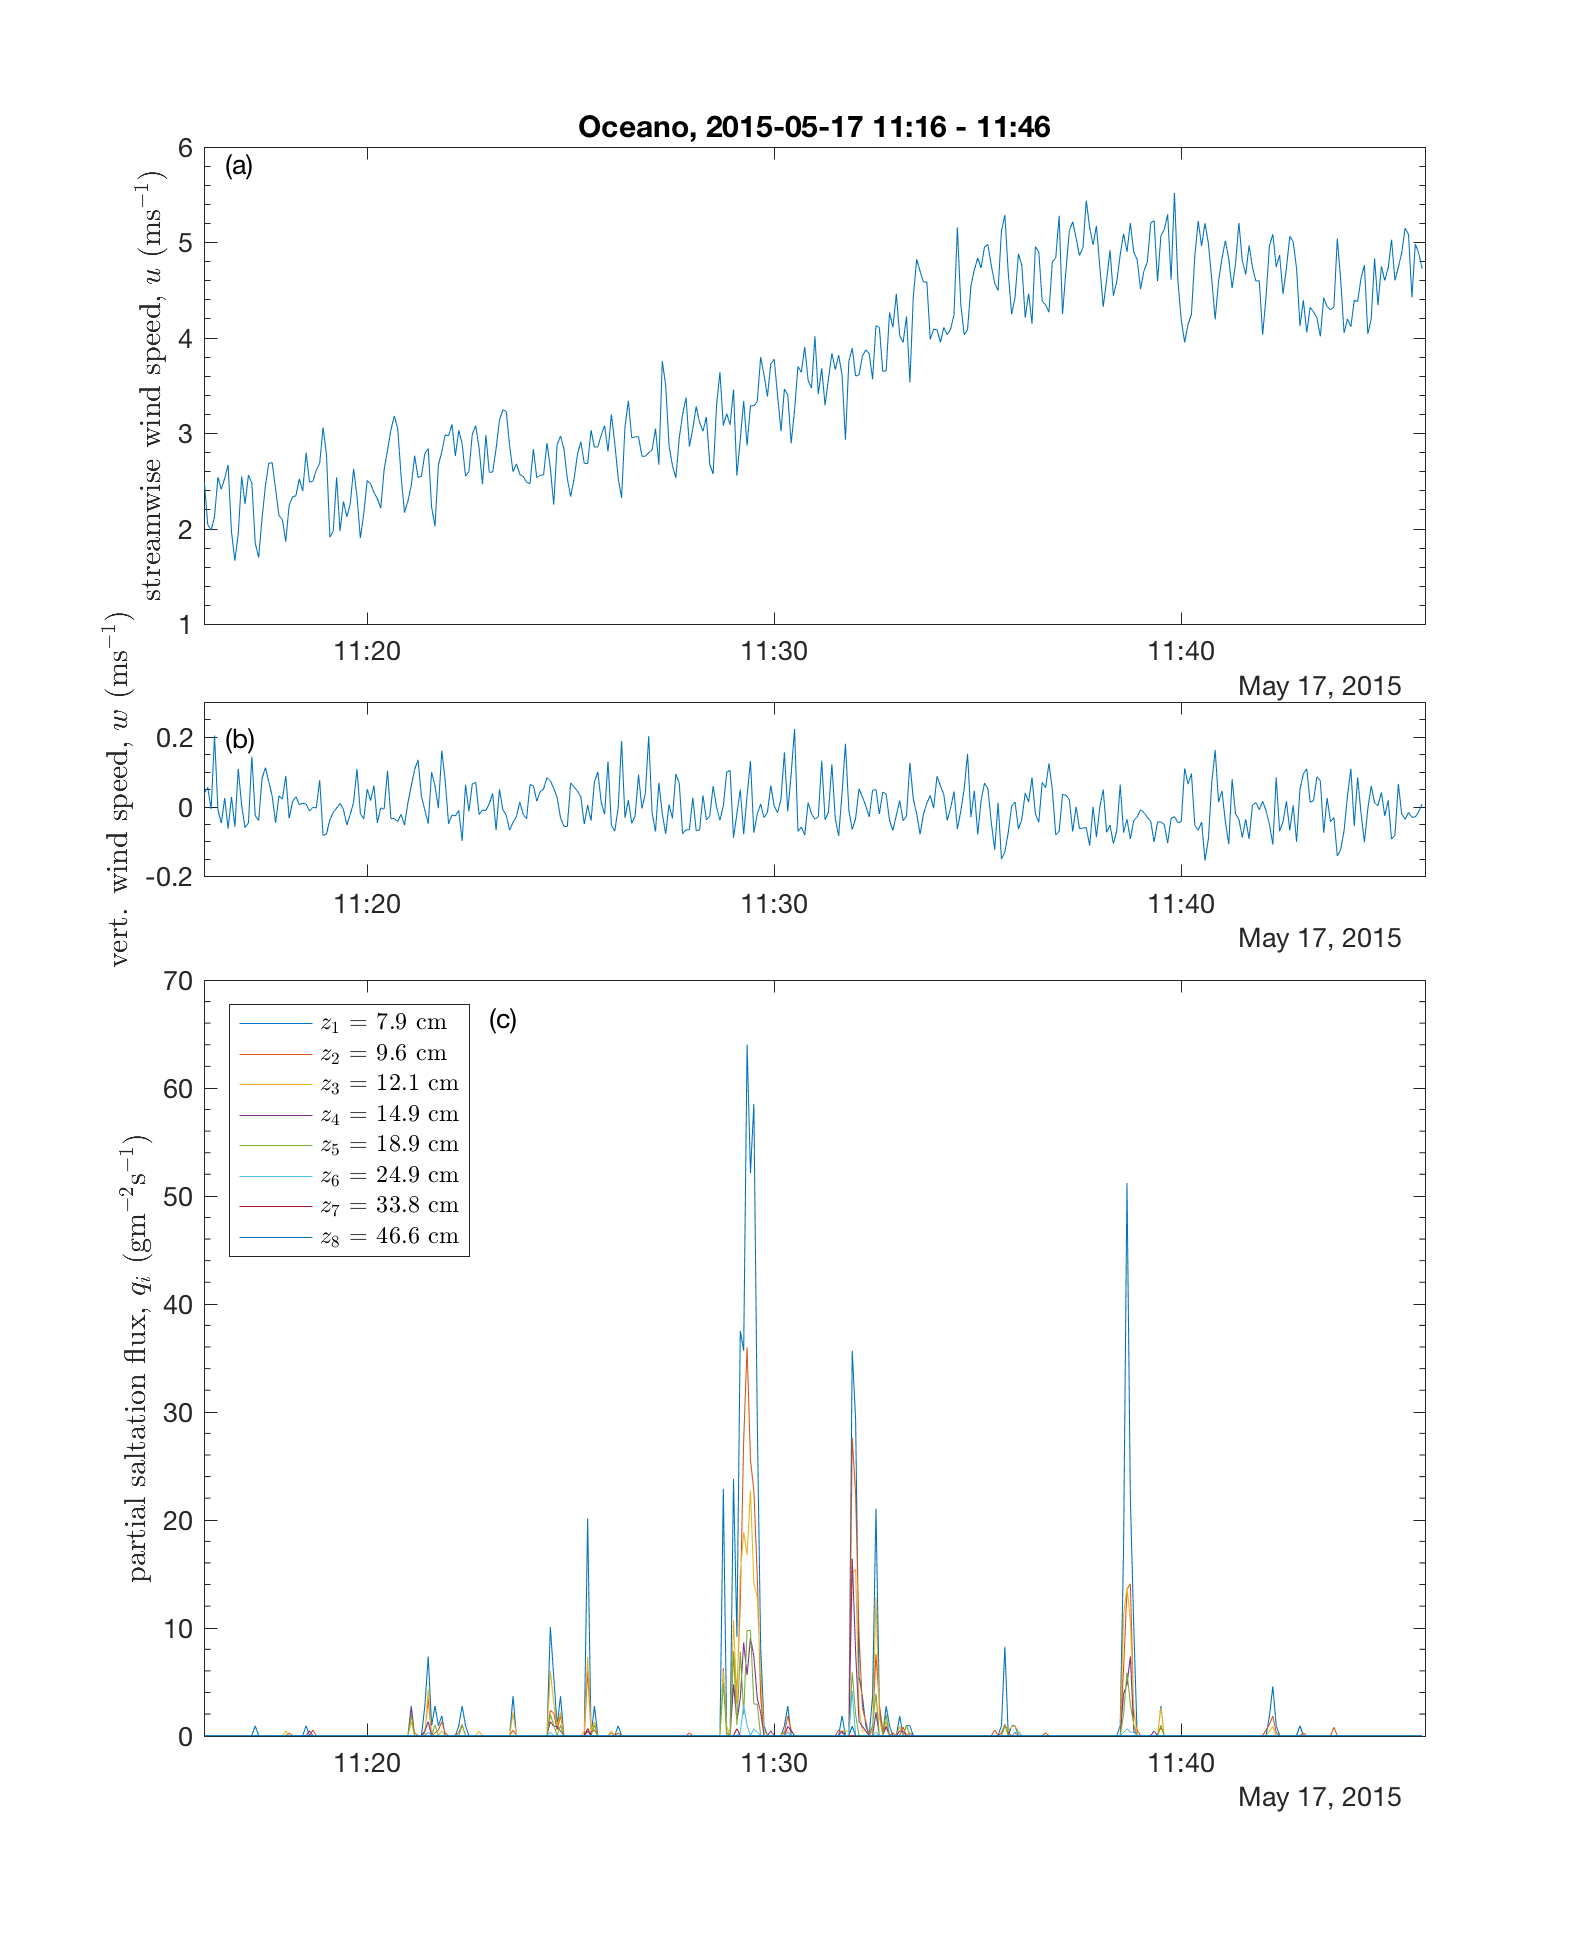 Oceano, 2015-05-17 11:16 - 11:46
(a)
streamwise wind speed, u (ms⁻¹)
6
5
4
3
2
1
11:20 11:30 11:40
May 17, 2015
(b)
vert. wind speed, w (ms⁻¹)
0.2
0
-0.2
11:20 11:30 11:40
May 17, 2015
(c)
partial saltation flux, qᵢ (gm⁻²s⁻¹)
70
60
50
40
30
20
10
0
z₁ = 7.9 cm
z₂ = 9.6 cm
z₃ = 12.1 cm
z₄ = 14.9 cm
z₅ = 18.9 cm
z₆ = 24.9 cm
z₇ = 33.8 cm
z₈ = 46.6 cm
11:20 11:30 11:40
May 17, 2015